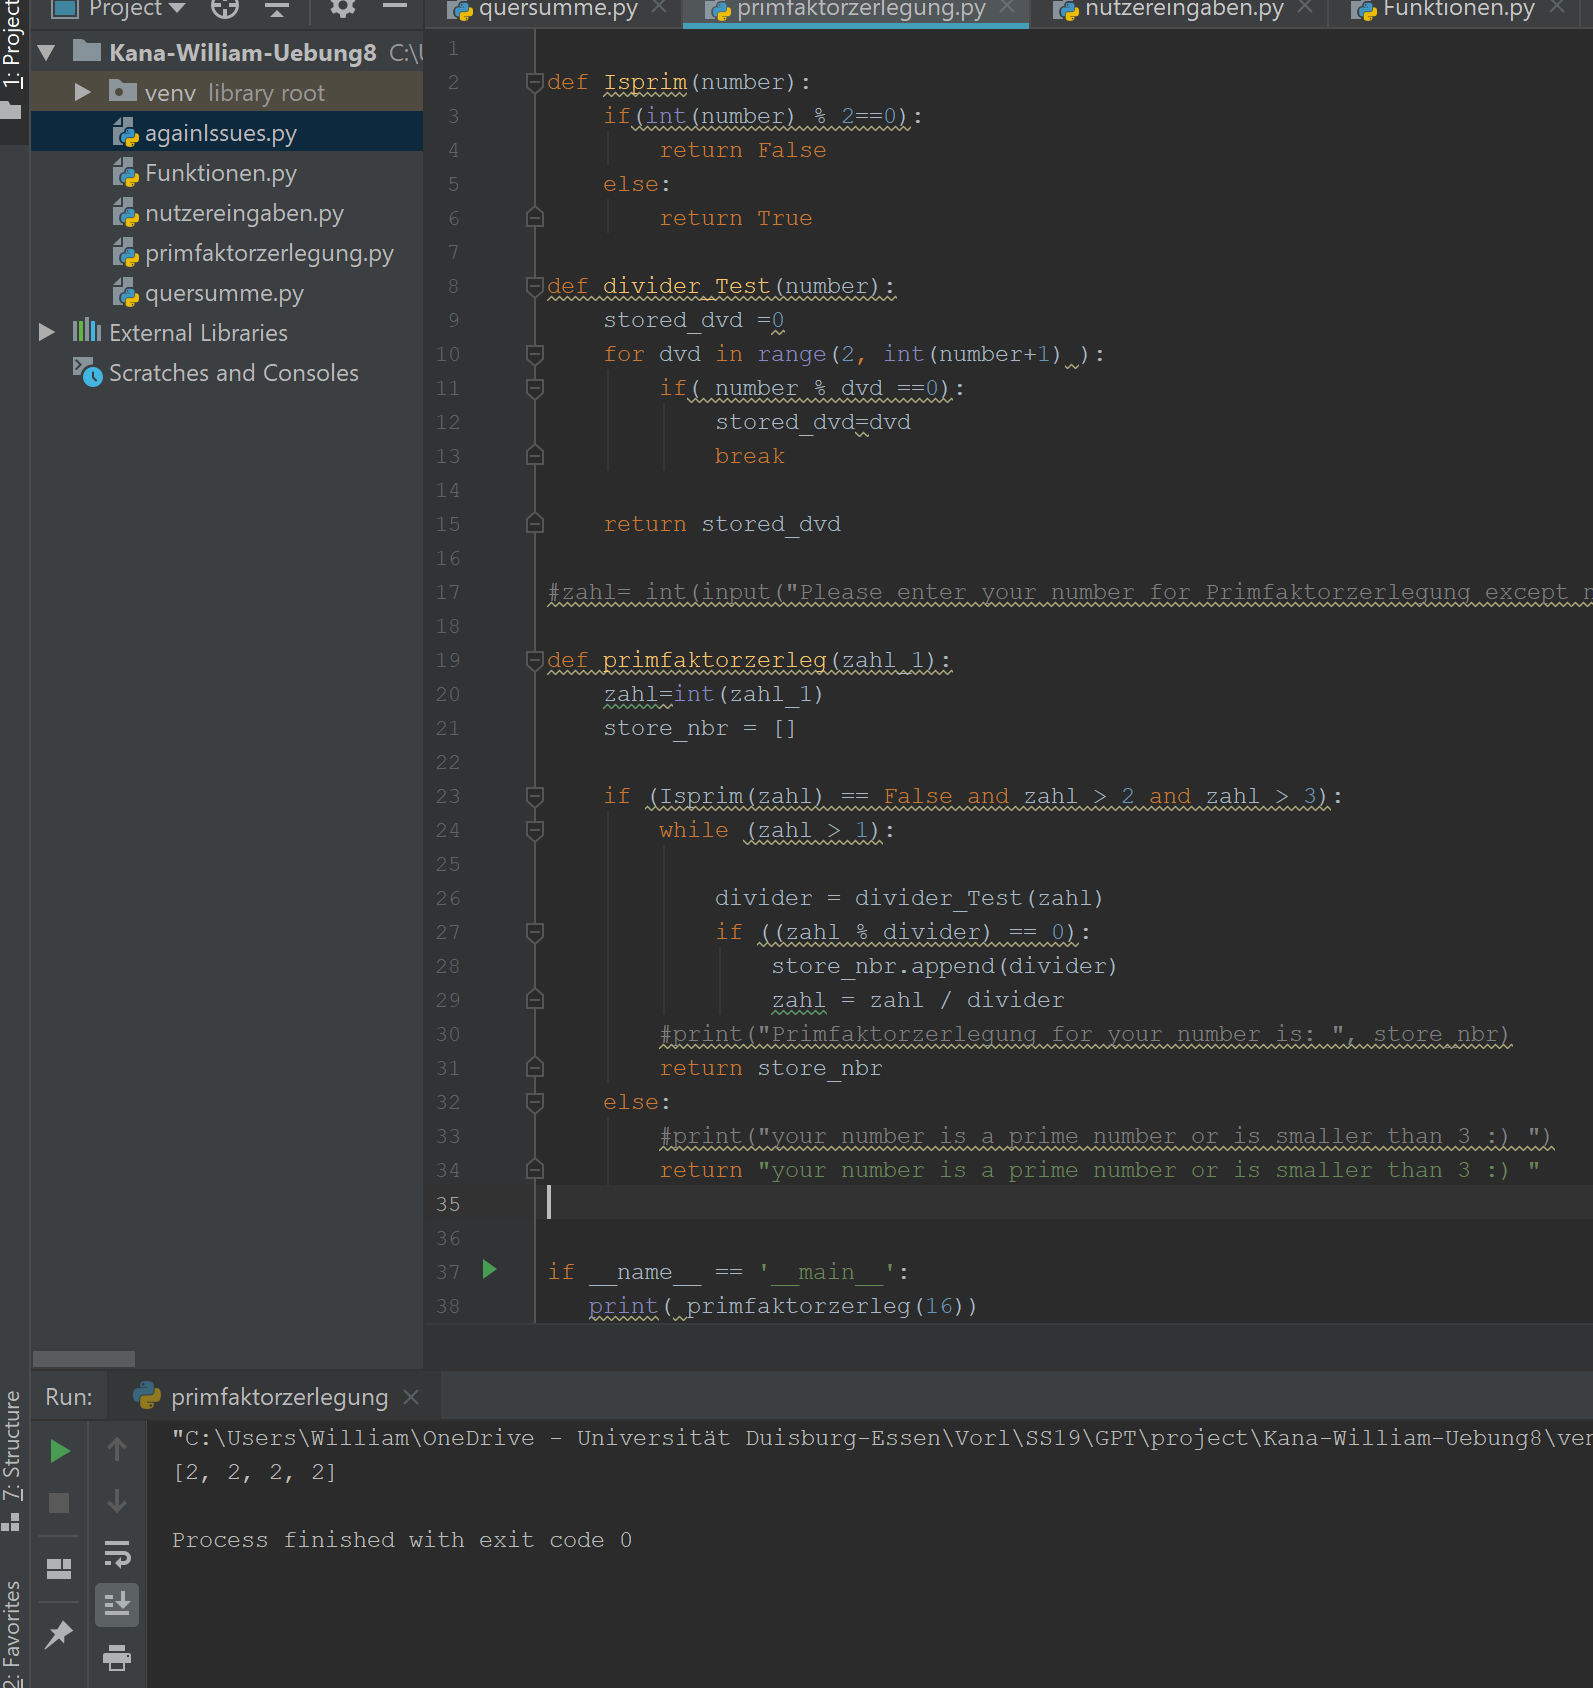 Project
quersumme.py
primfaktorzerlegung.py
nutzereingaben.py
Funktionen.py
1: Project
Kana-William-Uebung8 C:\
venv library root
againIssues.py
Funktionen.py
nutzereingaben.py
primfaktorzerlegung.py
quersumme.py
External Libraries
Scratches and Consoles
1
2 def Isprim(number):
3 if(int(number) % 2==0):
4 return False
5 else:
6 return True
7
8 def divider_Test(number):
9 stored_dvd =0
10 for dvd in range(2, int(number+1) ):
11 if( number % dvd ==0):
12 stored_dvd=dvd
13 break
14
15 return stored_dvd
16
17 #zahl= int(input("Please enter your number for Primfaktorzerlegung except
18
19 def primfaktorzerleg(zahl_1):
20 zahl=int(zahl_1)
21 store_nbr = []
22
23 if (Isprim(zahl) == False and zahl > 2 and zahl > 3):
24 while (zahl > 1):
25
26 divider = divider_Test(zahl)
27 if ((zahl % divider) == 0):
28 store_nbr.append(divider)
29 zahl = zahl / divider
30 #print("Primfaktorzerlegung for your number is: ", store_nbr)
31 return store_nbr
32 else:
33 #print("your number is a prime number or is smaller than 3 :) ")
34 return "your number is a prime number or is smaller than 3 :) "
35
36
37 if __name__ == '__main__':
38 print( primfaktorzerleg(16))
Run: primfaktorzerlegung
7: Structure
2: Favorites
"C:\Users\William\OneDrive - Universität Duisburg-Essen\Vorl\SS19\GPT\project\Kana-William-Uebung8\ven
[2, 2, 2, 2]
Process finished with exit code 0